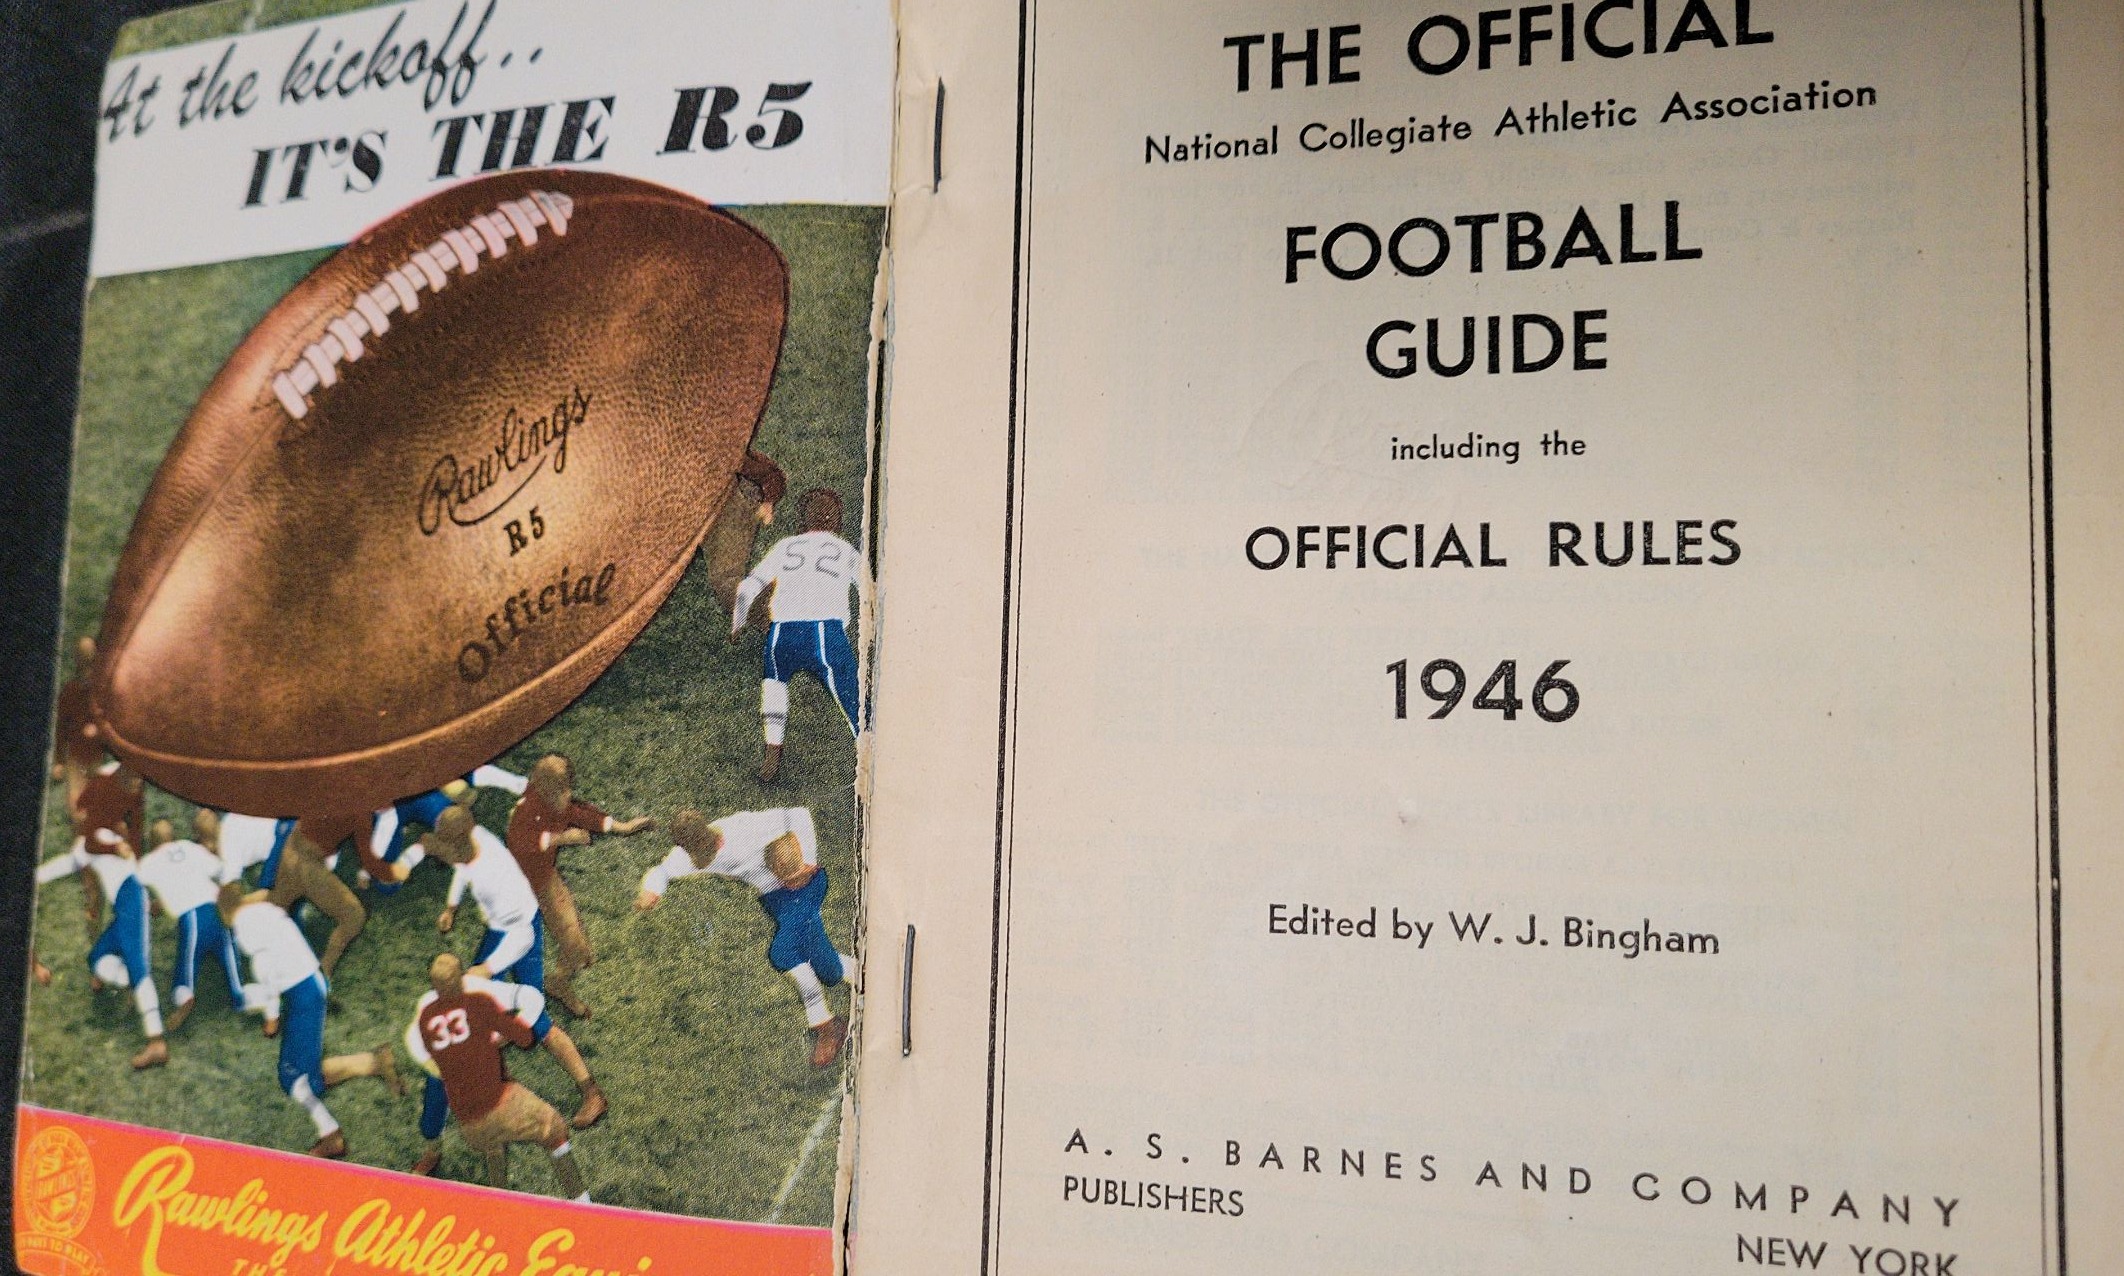 At the kickoff..
IT'S THE R5
Rawlings
R5
Official
52
33
Rawlings Athletic
THE
THE OFFICIAL
National Collegiate Athletic Association
FOOTBALL
GUIDE
including the
OFFICIAL RULES
1946
Edited by W. J. Bingham
A. S. BARNES AND COMPANY
PUBLISHERS
NEW YORK